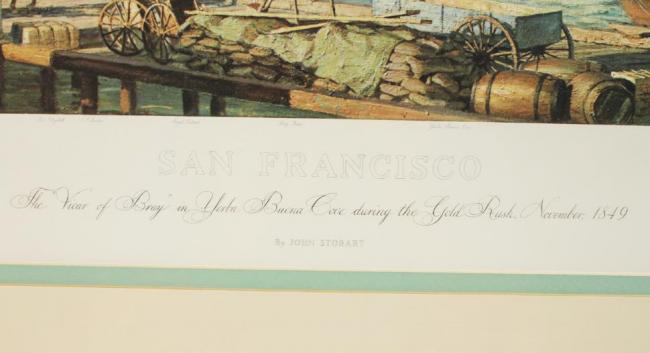 SAN FRANCISCO
The "Vicar of Bray" in Yerba Buena Cove during the Gold Rush, November, 1849
By JOHN STOBART